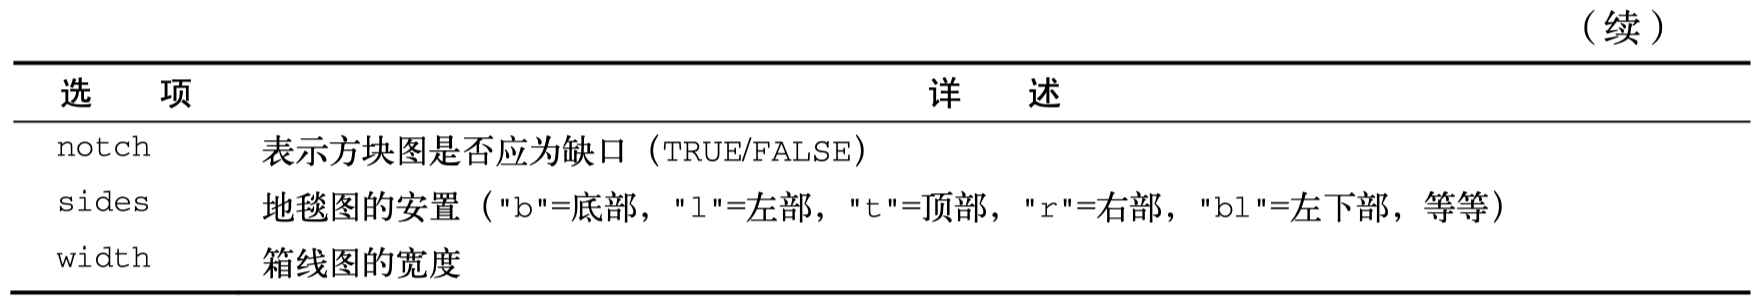 （续）
选 项 详 述
notch 表示方块图是否应为缺口（TRUE/FALSE）
sides 地毯图的安置（"b"=底部，"l"=左部，"t"=顶部，"r"=右部，"bl"=左下部，等等）
width 箱线图的宽度